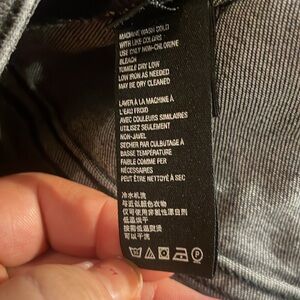 MACHINE WASH COLD
WITH LIKE COLORS
USE ONLY NON-CHLORINE
BLEACH
TUMBLE DRY LOW
LOW IRON AS NEEDED
MAY BE DRY CLEANED
LAVER À LA MACHINE À
L'EAU FROID
AVEC COULEURS SIMILAIRES
UTILISEZ SEULEMENT
NON-JAVEL
SECHER PAR CULBUTAGE À
BASSE TEMPERATURE
FAIBLE COMME FER
NÉCESSAIRES
PEUT ÊTRE NETTOYÉ À SEC
冷水机洗
与近似颜色衣物
仅可使用非氯性漂白剂
低温烘干
按需低温熨烫
可以干洗